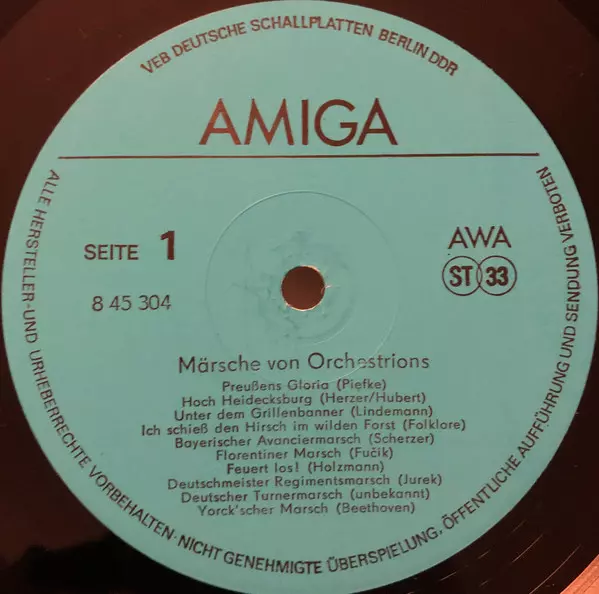 VEB DEUTSCHE SCHALLPLATTEN BERLIN DDR
AMIGA
SEITE 1
8 45 304
AWA
ST 33
Märsche von Orchestrions
Preußens Gloria (Piefke)
Hoch Heidecksburg (Herzer/Hubert)
Unter dem Grillenbanner (Lindemann)
Ich schieß den Hirsch im wilden Forst (Folklore)
Bayerischer Avanciermarsch (Scherzer)
Florentiner Marsch (Fučik)
Feuert los! (Holzmann)
Deutschmeister Regimentsmarsch (Jurek)
Deutscher Turnermarsch (unbekannt)
Yorck'scher Marsch (Beethoven)
ALLE HERSTELLER-UND URHEBERRECHTE VORBEHALTEN·NICHT GENEHMIGTE ÜBERSPIELUNG, ÖFFENTLICHE AUFFÜHRUNG UND SENDUNG VERBOTEN